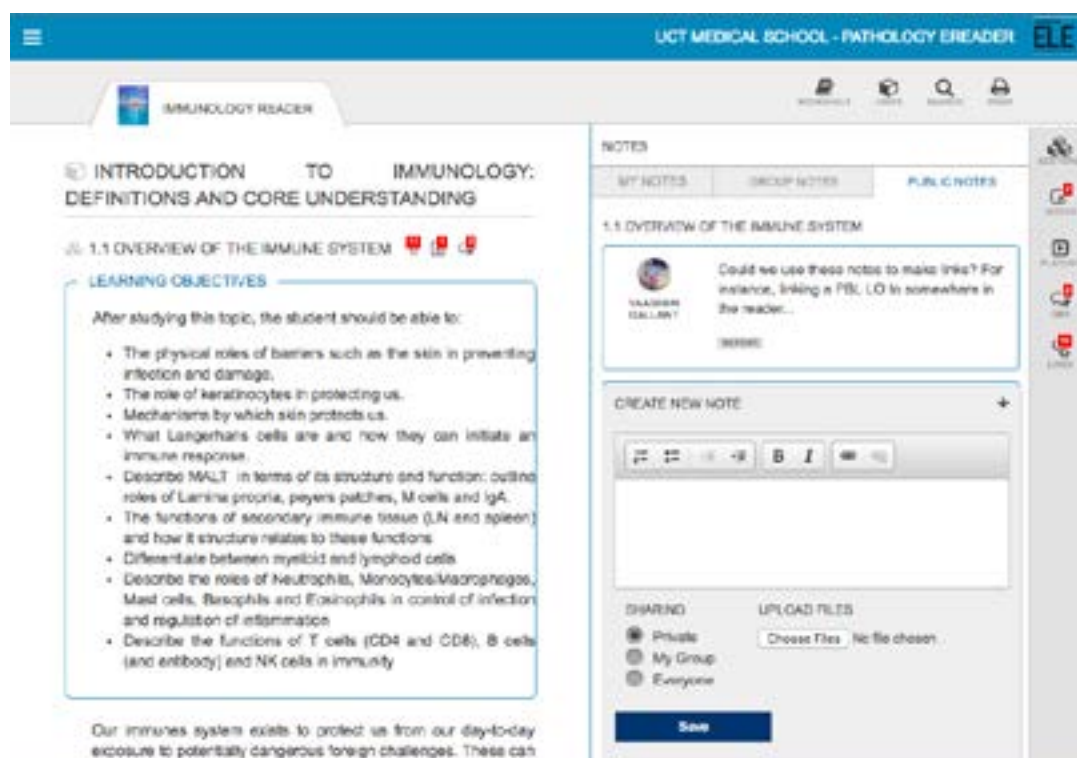 UCT MEDICAL SCHOOL - PATHOLOGY EREADER
ELE
IMMUNOLOGY READER
INTRODUCTION TO IMMUNOLOGY:
DEFINITIONS AND CORE UNDERSTANDING
1.1 OVERVIEW OF THE IMMUNE SYSTEM
LEARNING OBJECTIVES
After studying this topic, the student should be able to:
• The physical roles of barriers such as the skin in preventing
infection and damage.
• The role of keratinocytes in protecting us.
• Mechanisms by which skin protects us.
• What Langerhans cells are and how they can initiate an
immune response.
• Describe MALT in terms of its structure and function: outling
roles of Lamina propria, peyers patches, M cells and IgA.
• The functions of secondary immune tissue (LN and spleen)
and how it structure relates to these functions
• Differentiate between myeloid and lymphoid cells
• Describe the roles of Neutrophils, Monocytes/Macrophages,
Mast cells, Basophils and Eosinophils in control of infection
and regulation of inflammation
• Describe the functions of T cells (CD4 and CD8), B cells
(and antibody) and NK cells in immunity
Our immunes system exists to protect us from our day-to-day
exposure to potentially dangerous foreign challenges. These can
NOTES
MY NOTES
GROUP NOTES
PUBLIC NOTES
1.1 OVERVIEW OF THE IMMUNE SYSTEM
Could we use these notes to make links? For
instance, linking a PBL LO to somewhere in
the reader...
CREATE NEW NOTE
B I
SHARING
Private
My Group
Everyone
UPLOAD FILES
Choose Files No file chosen
Save